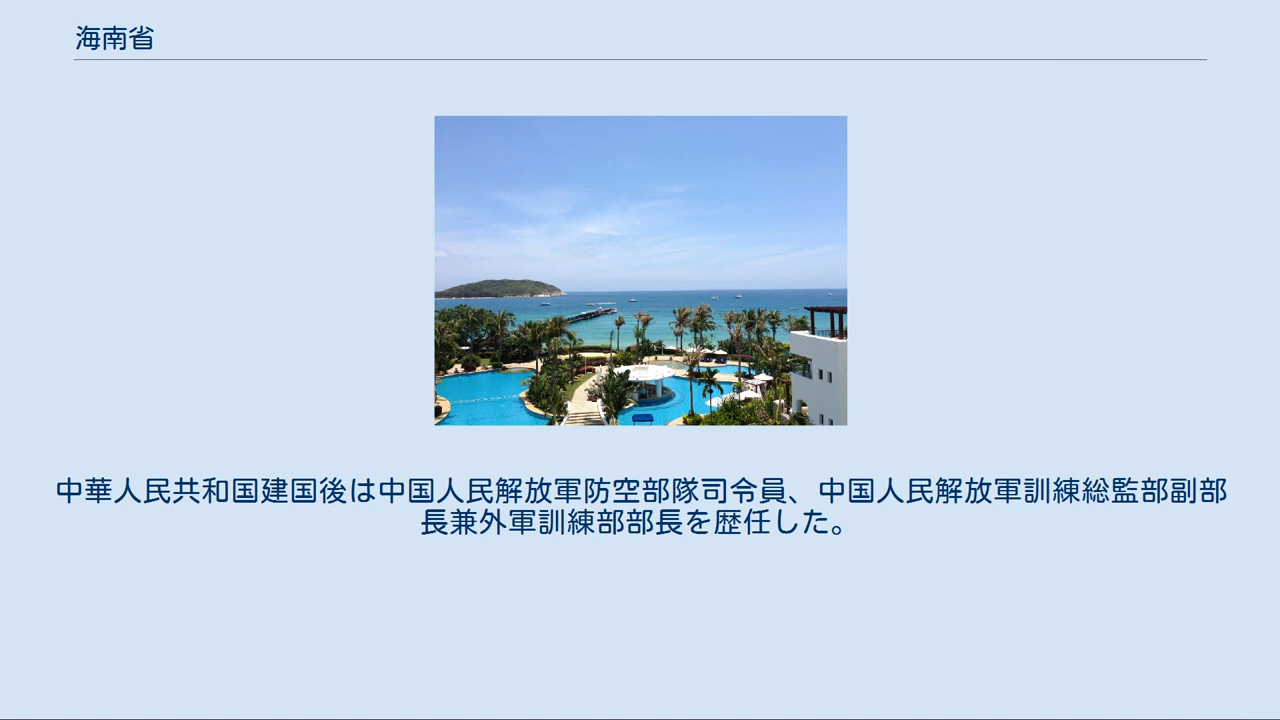 海南省
中華人民共和国建国後は中国人民解放軍防空部隊司令員、中国人民解放軍訓練総監部副部
長兼外軍訓練部部長を歴任した。